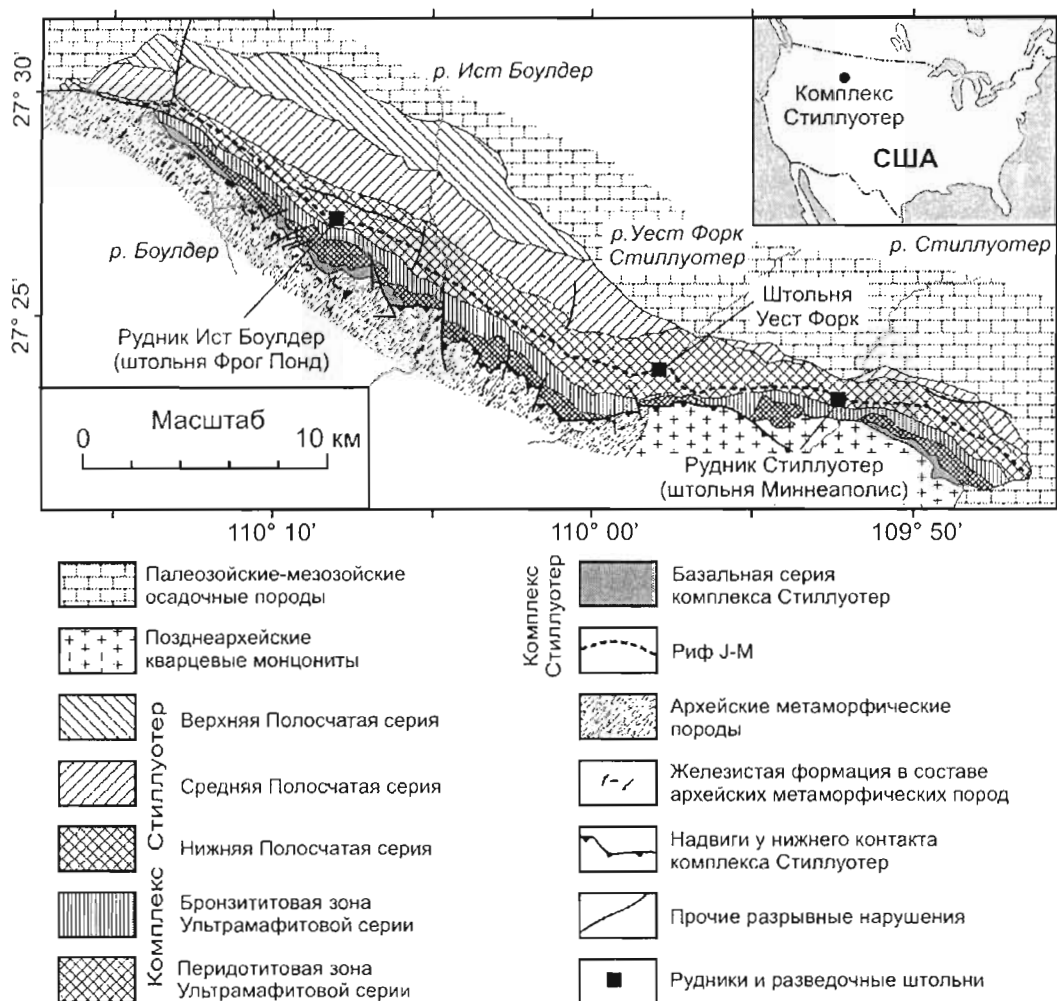 27° 30'
27° 25'
р. Ист Боулдер
Комплекс
Стиллуотер
США
р. Боулдер
р.Уест Форк
Стиллуотер
р. Стиллуотер
Штольня
Уест Форк
Рудник Ист Боулдер
(штольня Фрог Понд)
Масштаб
0 10 км
Рудник Стиллуотер
(штольня Миннеаполис)
110° 10' 110° 00' 109° 50'
Палеозойские-мезозойские
осадочные породы
Позднеархейские
кварцевые монцониты
Комплекс Стиллуотер
Верхняя Полосчатая серия
Средняя Полосчатая серия
Нижняя Полосчатая серия
Бронзититовая зона
Ультрамафитовой серии
Перидотитовая зона
Ультрамафитовой серии
Комплекс
Стиллуотер
Базальная серия
комплекса Стиллуотер
Риф J-M
Архейские метаморфические
породы
Железистая формация в составе
архейских метаморфических пород
Надвиги у нижнего контакта
комплекса Стиллуотер
Прочие разрывные нарушения
Рудники и разведочные штольни